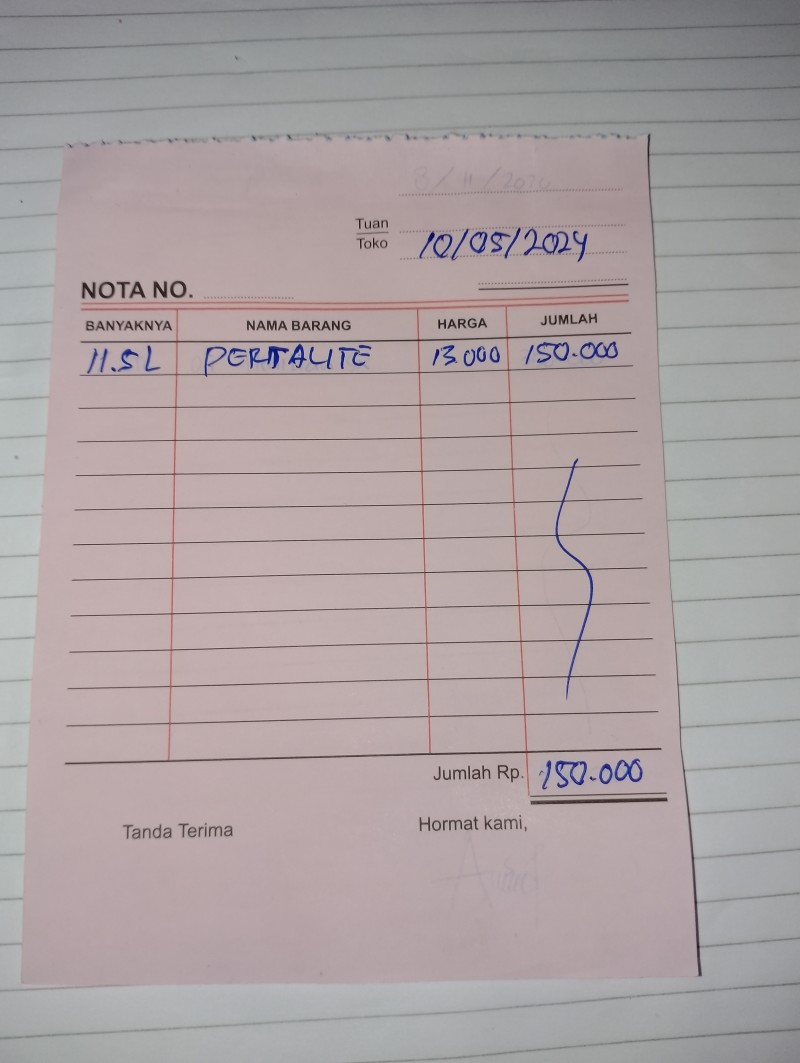 Tuan
Toko 10/05/2024
NOTA NO.
BANYAKNYA NAMA BARANG HARGA JUMLAH
11.5 L PERTALITE 13.000 150.000
Jumlah Rp. 150.000
Tanda Terima Hormat kami,